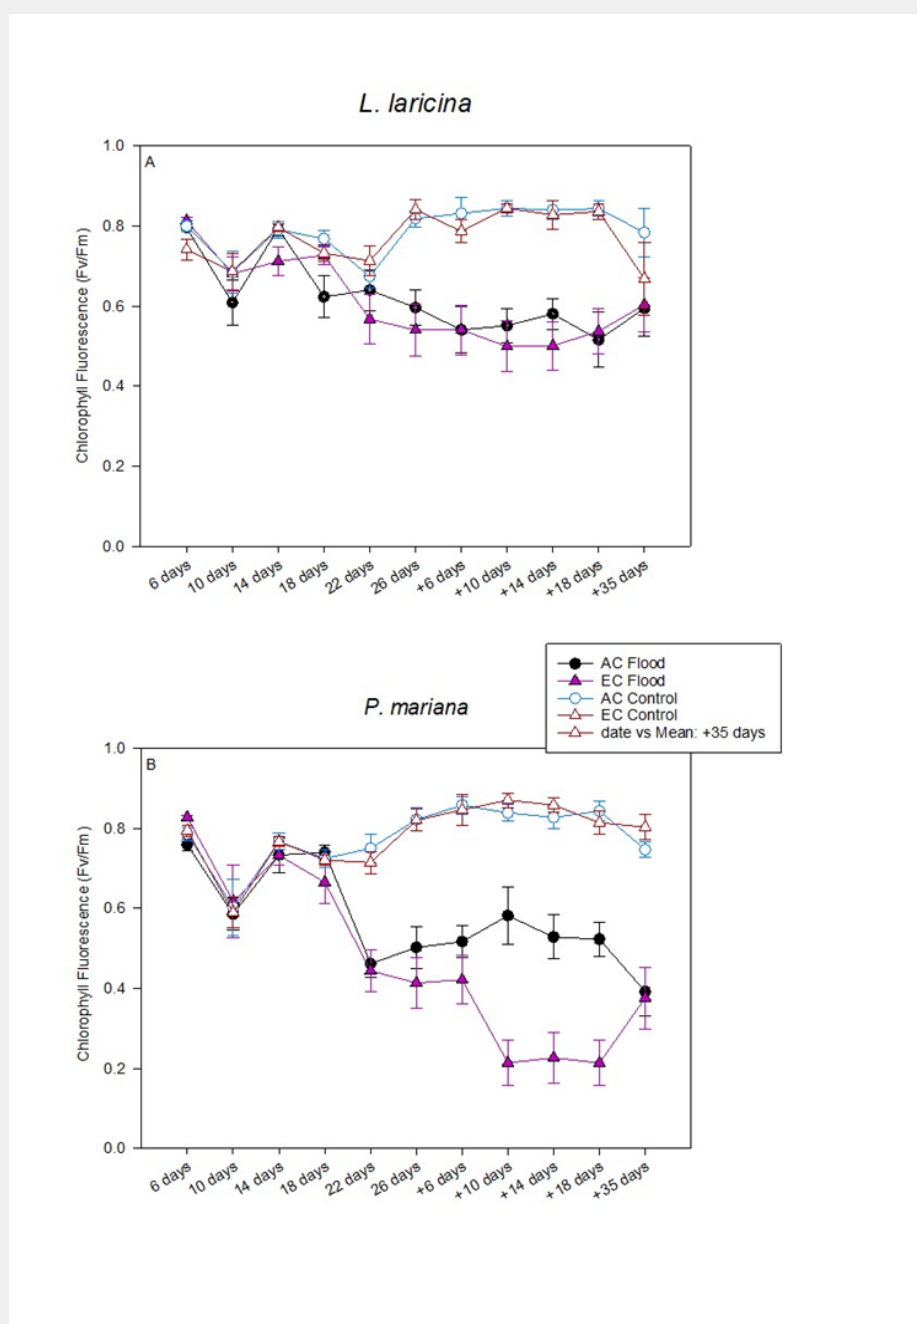 L. laricina
A
1.0
0.8
0.6
0.4
0.2
0.0
Chlorophyll Fluorescence (Fv/Fm)
6 days
10 days
14 days
18 days
22 days
26 days
+6 days
+10 days
+14 days
+18 days
+35 days
AC Flood
EC Flood
AC Control
EC Control
date vs Mean: +35 days
P. mariana
B
1.0
0.8
0.6
0.4
0.2
0.0
Chlorophyll Fluorescence (Fv/Fm)
6 days
10 days
14 days
18 days
22 days
26 days
+6 days
+10 days
+14 days
+18 days
+35 days